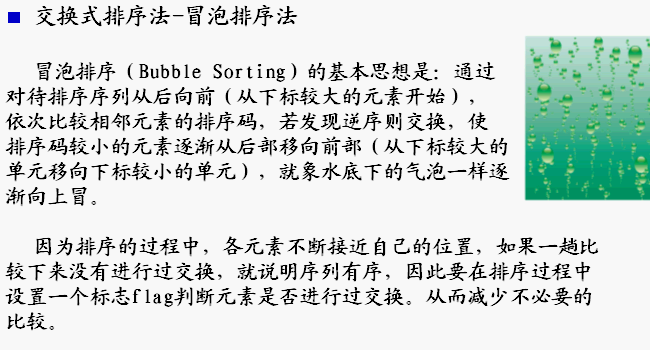 交换式排序法-冒泡排序法
冒泡排序（Bubble Sorting）的基本思想是：通过
对待排序序列从后向前（从下标较大的元素开始），
依次比较相邻元素的排序码，若发现逆序则交换，使
排序码较小的元素逐渐从后部移向前部（从下标较大的
单元移向下标较小的单元），就象水底下的气泡一样逐
渐向上冒。
因为排序的过程中，各元素不断接近自己的位置，如果一趟比
较下来没有进行过交换，就说明序列有序，因此要在排序过程中
设置一个标志flag判断元素是否进行过交换。从而减少不必要的
比较。